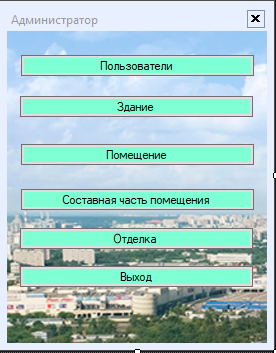 Администратор
Пользователи
Здание
Помещение
Составная часть помещения
Отделка
Выход